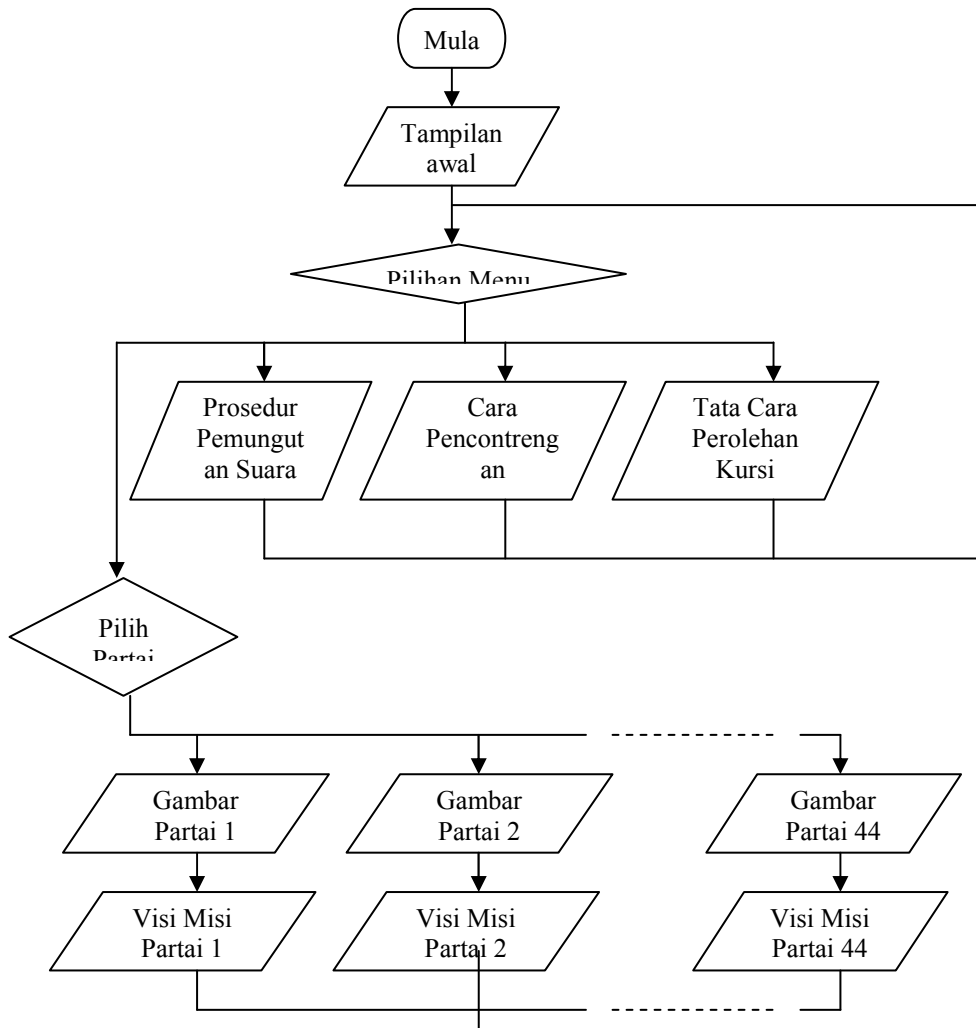 Mula
Tampilan
awal
Pilihan Menu
Prosedur
Pemungut
an Suara
Cara
Pencontreng
an
Tata Cara
Perolehan
Kursi
Pilih
Partai
Gambar
Partai 1
Gambar
Partai 2
Gambar
Partai 44
Visi Misi
Partai 1
Visi Misi
Partai 2
Visi Misi
Partai 44